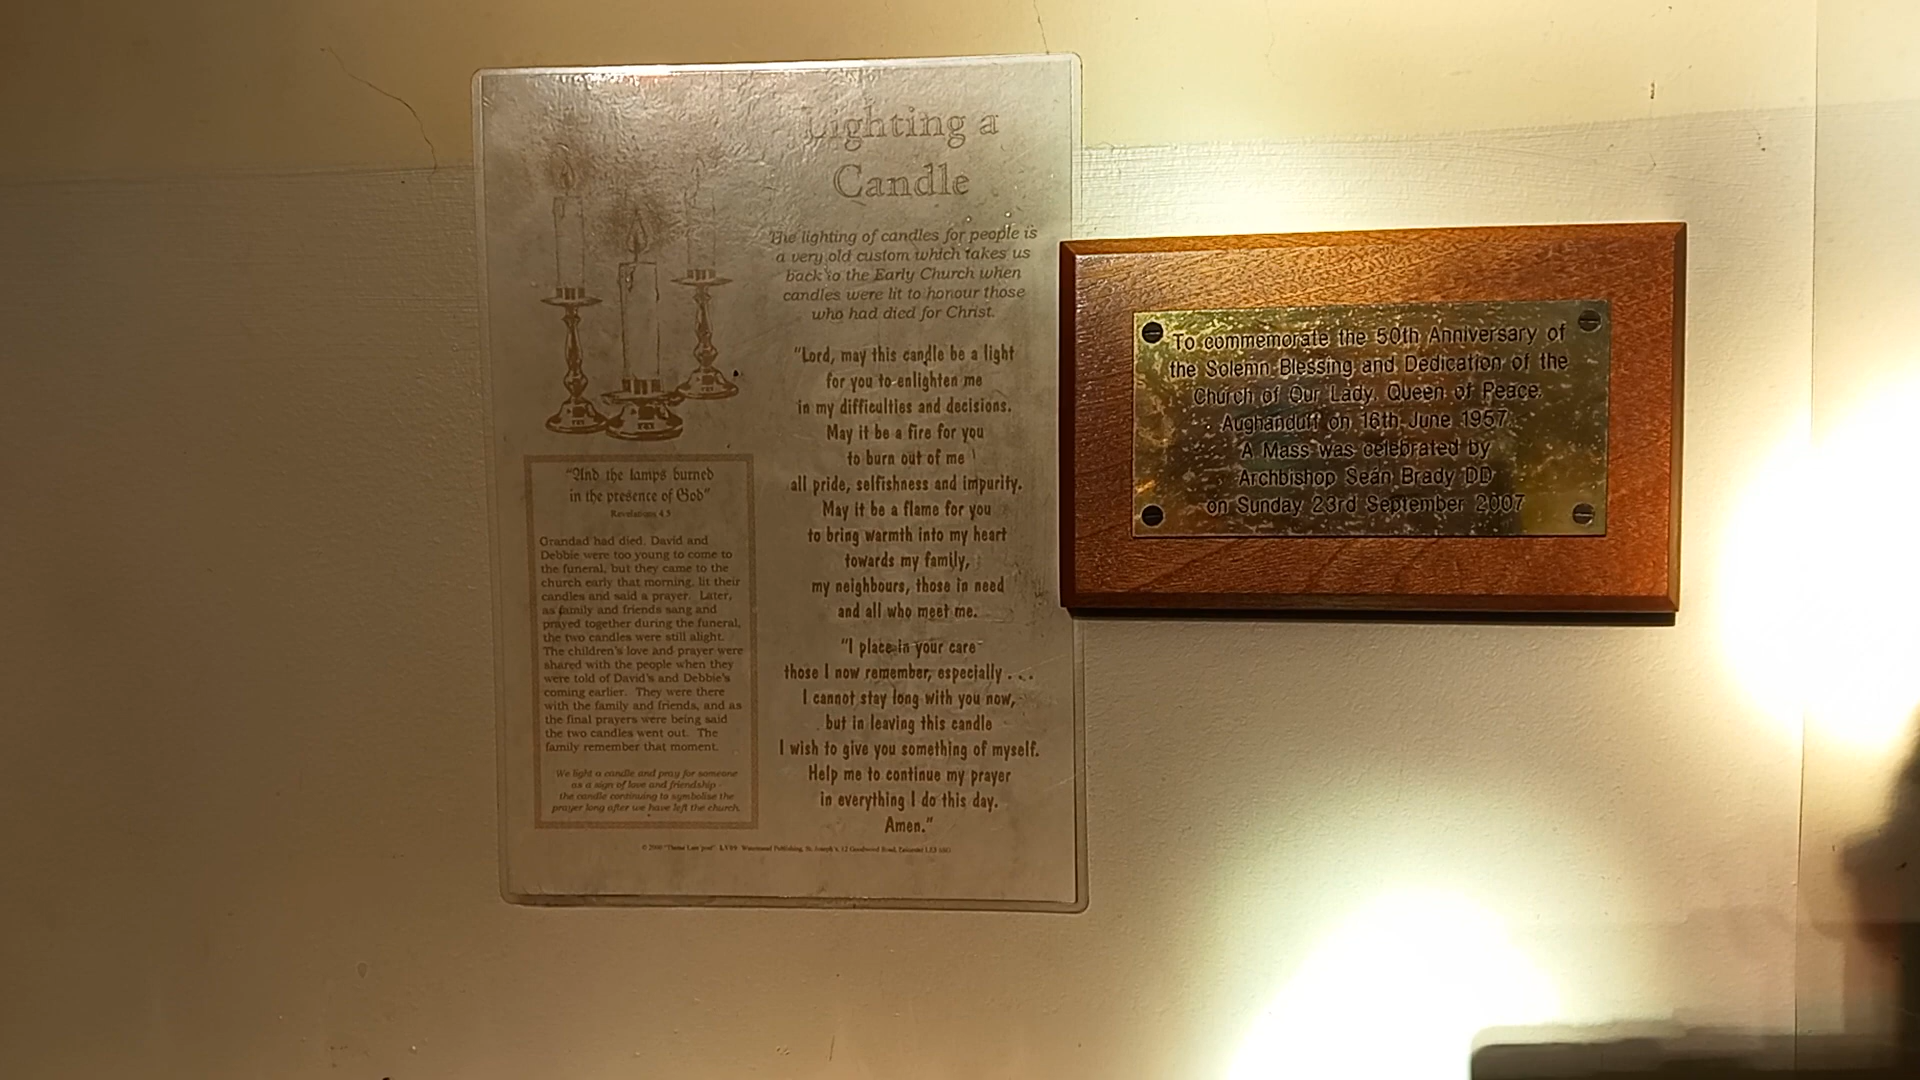 Lighting a
Candle
The lighting of candles for people is
a very old custom which takes us
back to the Early Church when
candles were lit to honour those
who had died for Christ.
"Lord, may this candle be a light
for you to enlighten me
in my difficulties and decisions.
May it be a fire for you
to burn out of me
all pride, selfishness and impurity.
May it be a flame for you
to bring warmth into my heart
towards my family,
my neighbours, those in need
and all who meet me.
"I place in your care
those I now remember, especially . . .
I cannot stay long with you now,
but in leaving this candle
I wish to give you something of myself.
Help me to continue my prayer
in everything I do this day.
Amen."
"And the lamps burned
in the presence of God"
Revelations 4.5
Grandad had died. David and
Debbie were too young to come to
the funeral, but they came to the
church early that morning, lit their
candles and said a prayer. Later,
as family and friends sang and
prayed together during the funeral,
the two candles were still alight.
The children's love and prayer were
shared with the people when they
were told of David's and Debbie's
coming earlier. They were there
with the family and friends, and as
the final prayers were being said
the two candles went out. The
family remember that moment.
We light a candle and pray for someone
as a sign of love and friendship -
the candle continuing to symbolise the
prayer long after we have left the church.
To commemorate the 50th Anniversary of
the Solemn Blessing and Dedication of the
Church of Our Lady, Queen of Peace,
Aughanduff on 16th June 1957.
A Mass was celebrated by
Archbishop Seán Brady DD
on Sunday 23rd September 2007